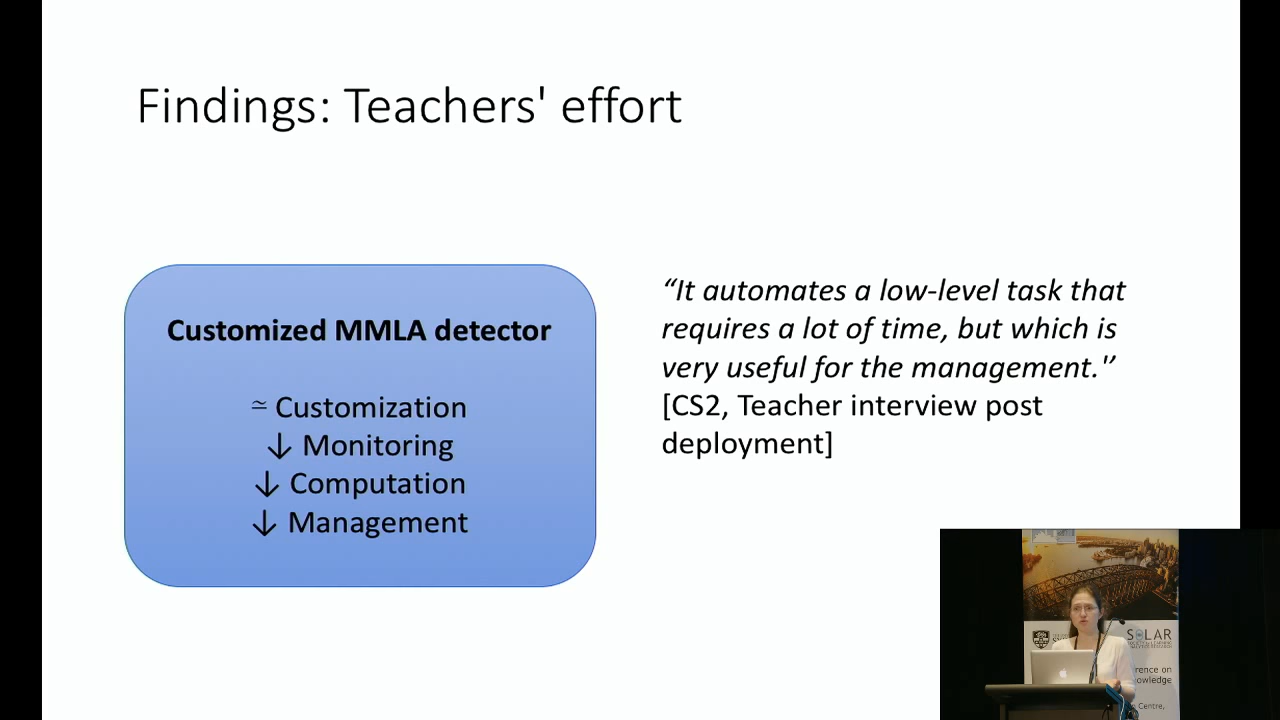 Findings: Teachers' effort
Customized MMLA detector
≃ Customization
↓ Monitoring
↓ Computation
↓ Management
“It automates a low-level task that
requires a lot of time, but which is
very useful for the management."
[CS2, Teacher interview post
deployment]
SOLAR
rence on
owledge
Centre,